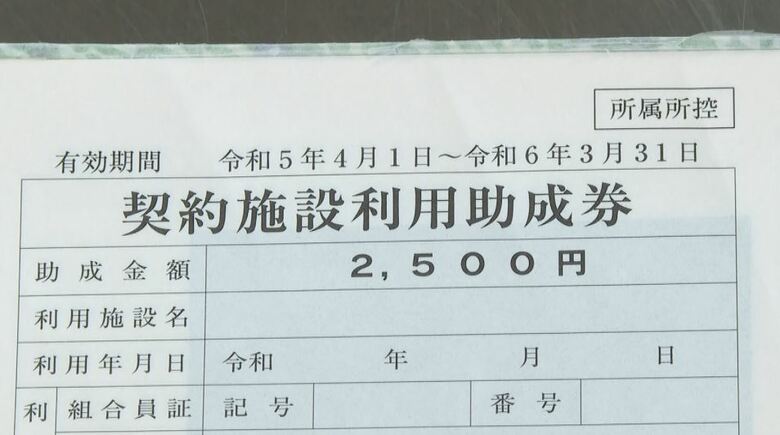 所属所控
有効期間 令和5年4月1日～令和6年3月31日
契約施設利用助成券
助成金額 2,500円
利用施設名
利用年月日 令和 年 月 日
利 組合員証 記号 番号